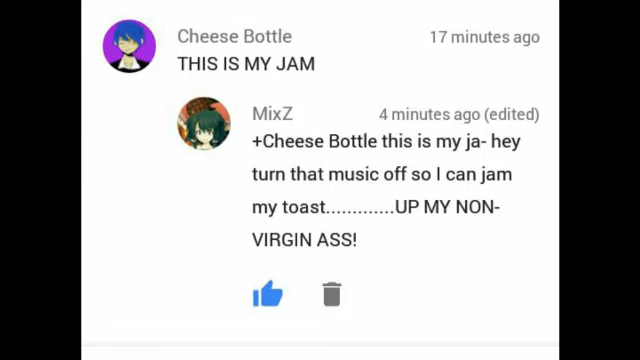 Cheese Bottle 17 minutes ago
THIS IS MY JAM
MixZ 4 minutes ago (edited)
+Cheese Bottle this is my ja- hey
turn that music off so I can jam
my toast.............UP MY NON-
VIRGIN ASS!